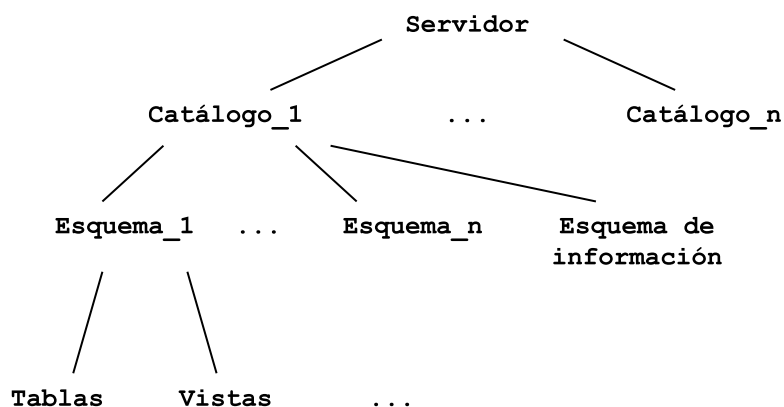 Servidor
Catálogo_1 ... Catálogo_n
Esquema_1 ... Esquema_n Esquema de
información
Tablas Vistas ...